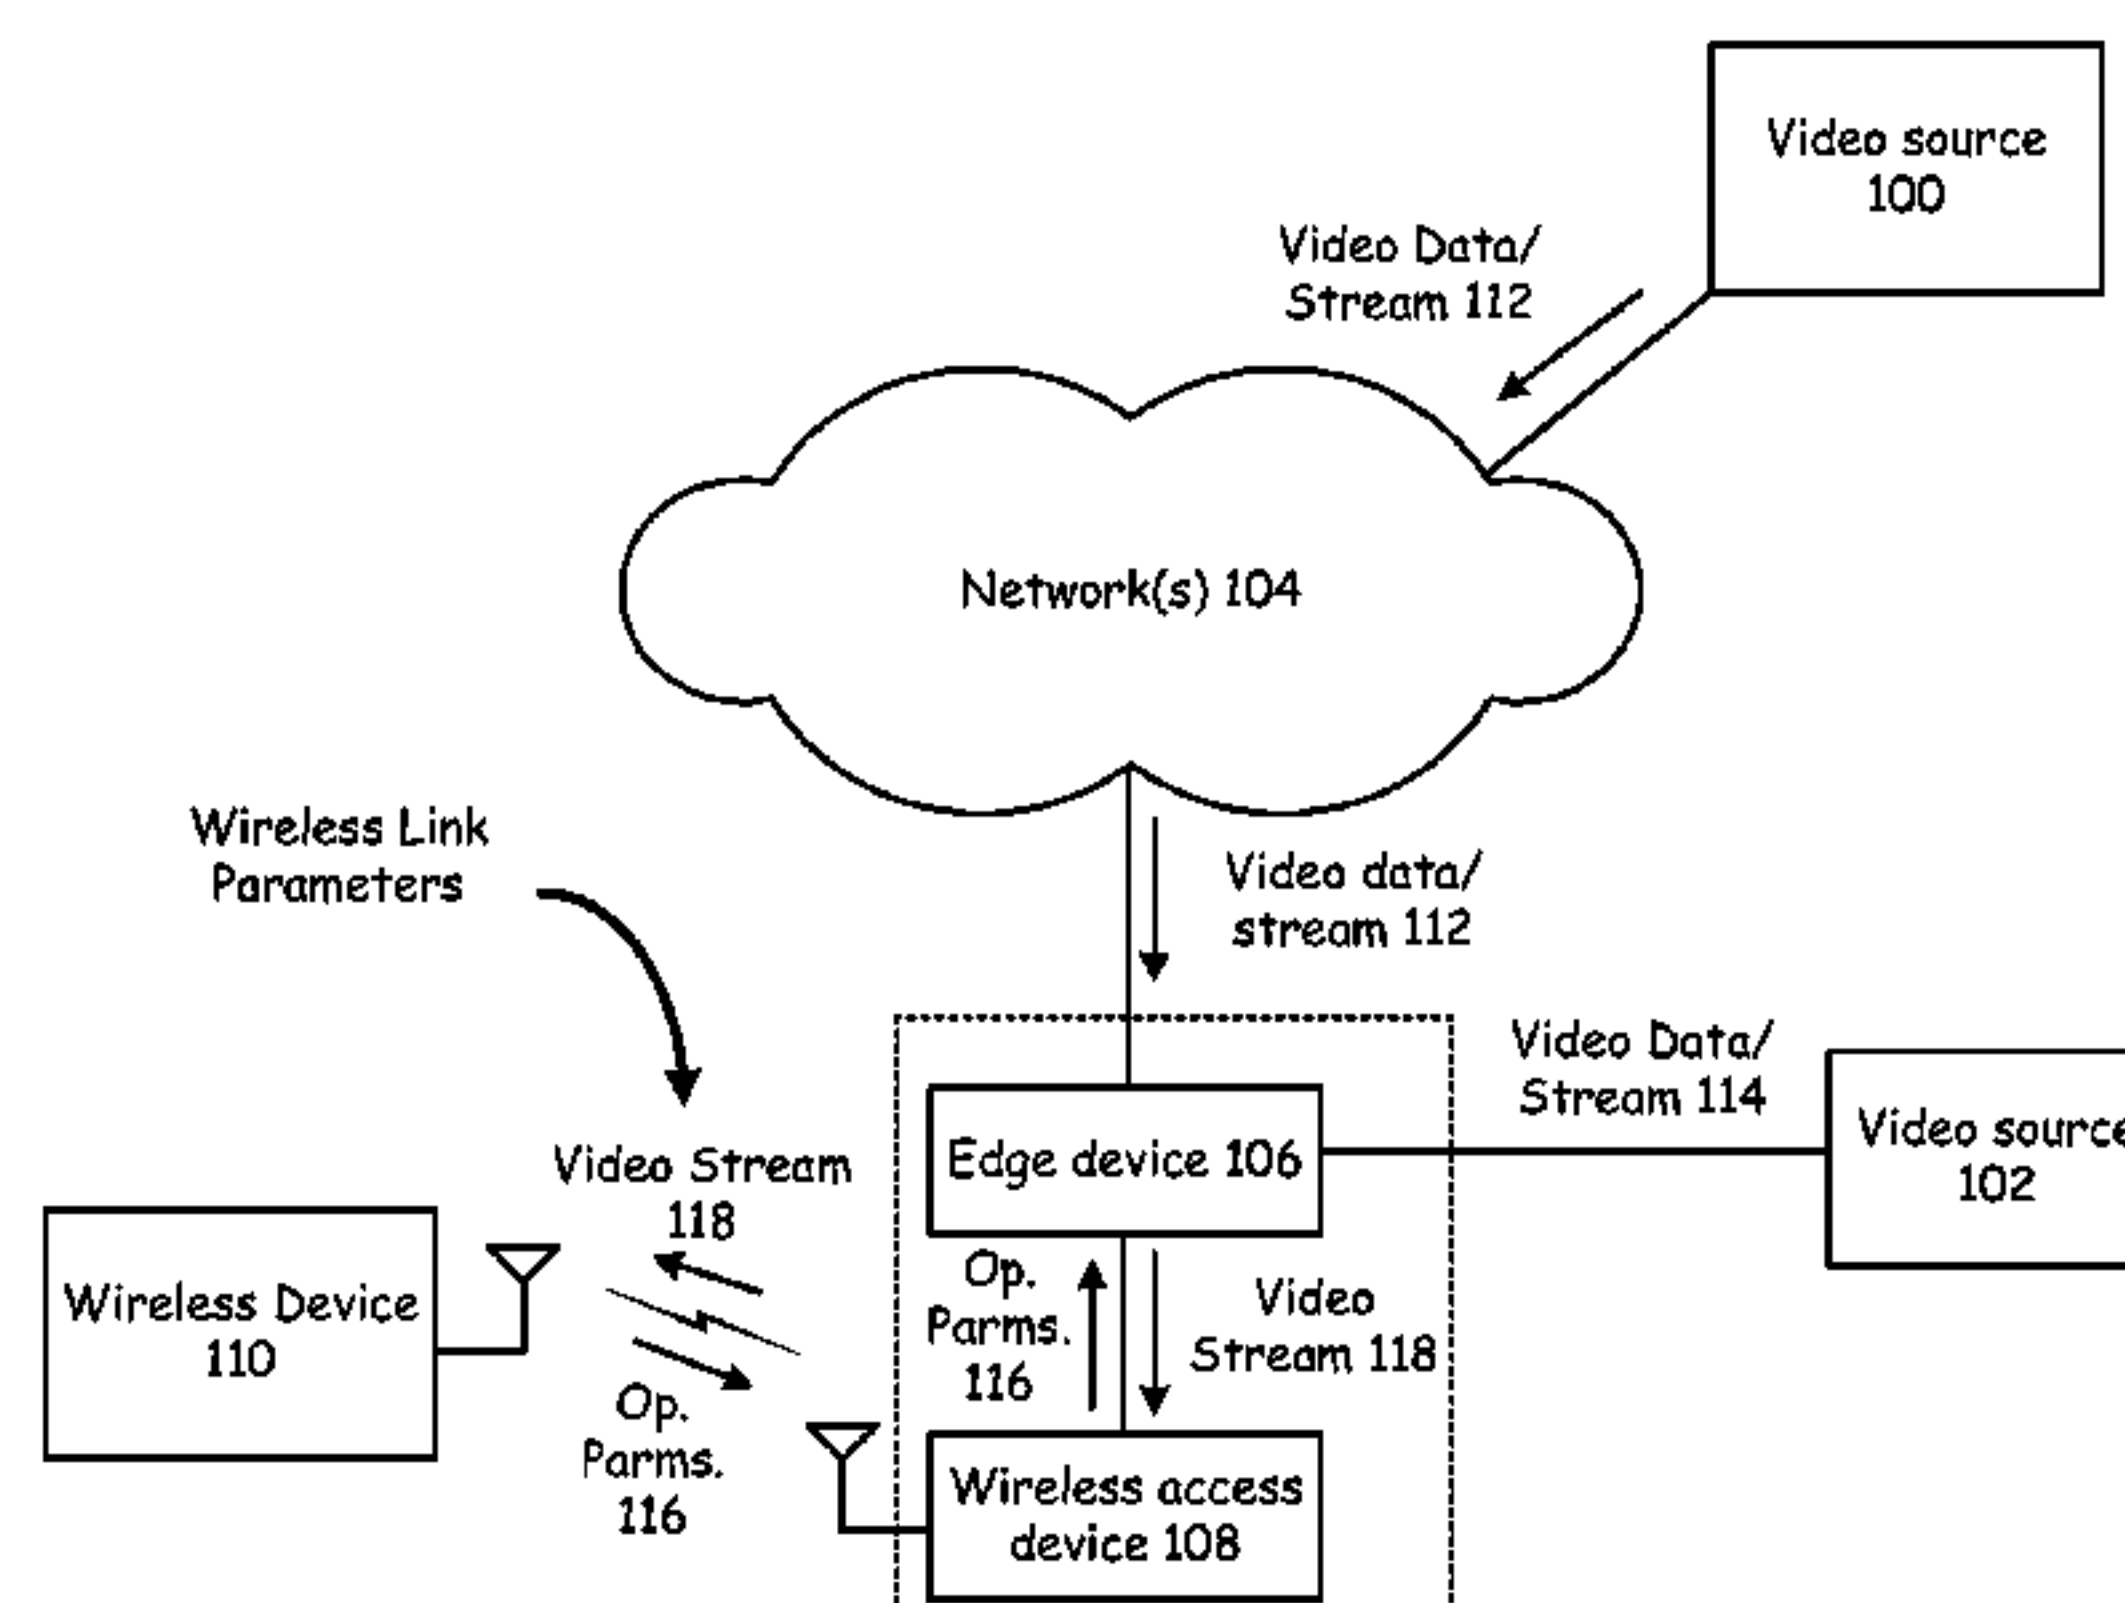 Video source
100
Video Data/
Stream 112
Network(s) 104
Wireless Link
Parameters
Video data/
stream 112
Video Data/
Stream 114
Video source
102
Edge device 106
Video Stream
118
Wireless Device
110
Op.
Parms.
116
Video
Stream 118
Op.
Parms.
116
Wireless access
device 108